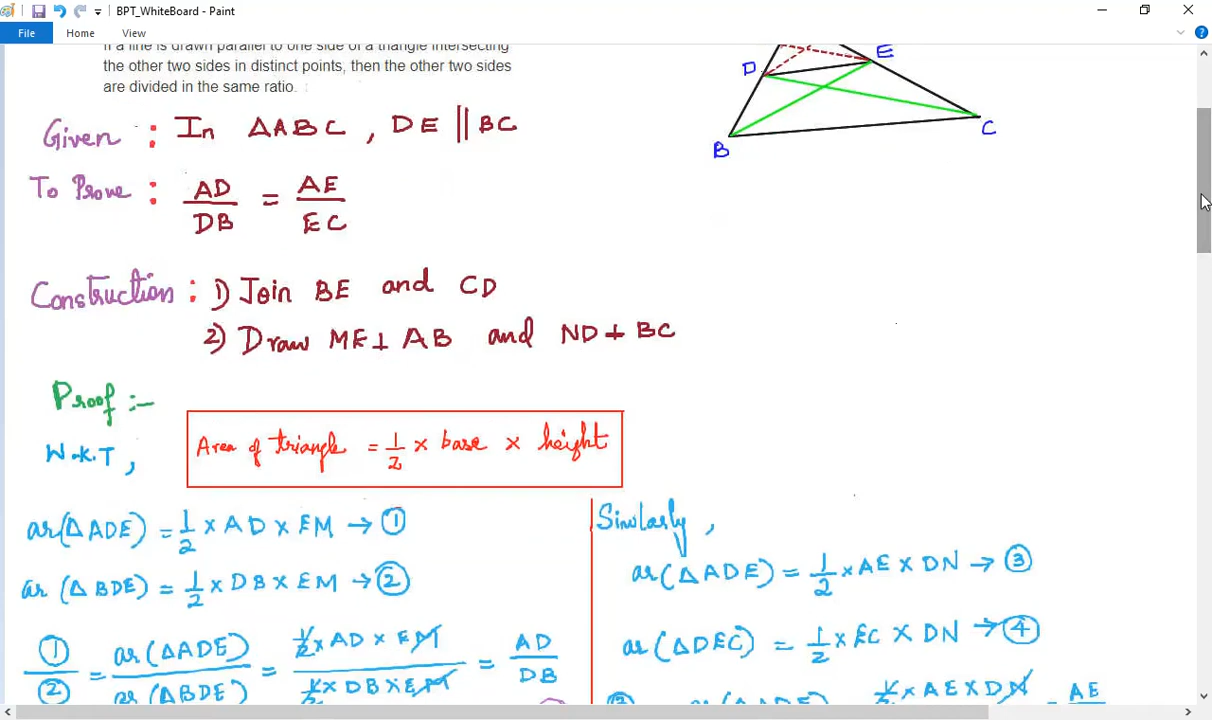 BPT_WhiteBoard - Paint
File Home View
If a line is drawn parallel to one side of a triangle intersecting
the other two sides in distinct points, then the other two sides
are divided in the same ratio.
D E
B C
Given : In ΔABC, DE || BC
To Prove : AD/DB = AE/EC
Construction : 1) Join BE and CD
2) Draw ME⊥ AB and ND ⊥ BC
Proof :-
W.K.T,
Area of triangle = 1/2 × base × height
ar(ΔADE) = 1/2 × AD × EM → ①
ar (ΔBDE) = 1/2 × DB × EM → ②
①/② = ar(ΔADE)/ar(ΔBDE) = 1/2 × AD × EM / 1/2 × DB × EM = AD/DB
Similarly,
ar(ΔADE) = 1/2 × AE × DN → ③
ar(ΔDEC) = 1/2 × EC × DN → ④
1/2 × AE × DN = AE